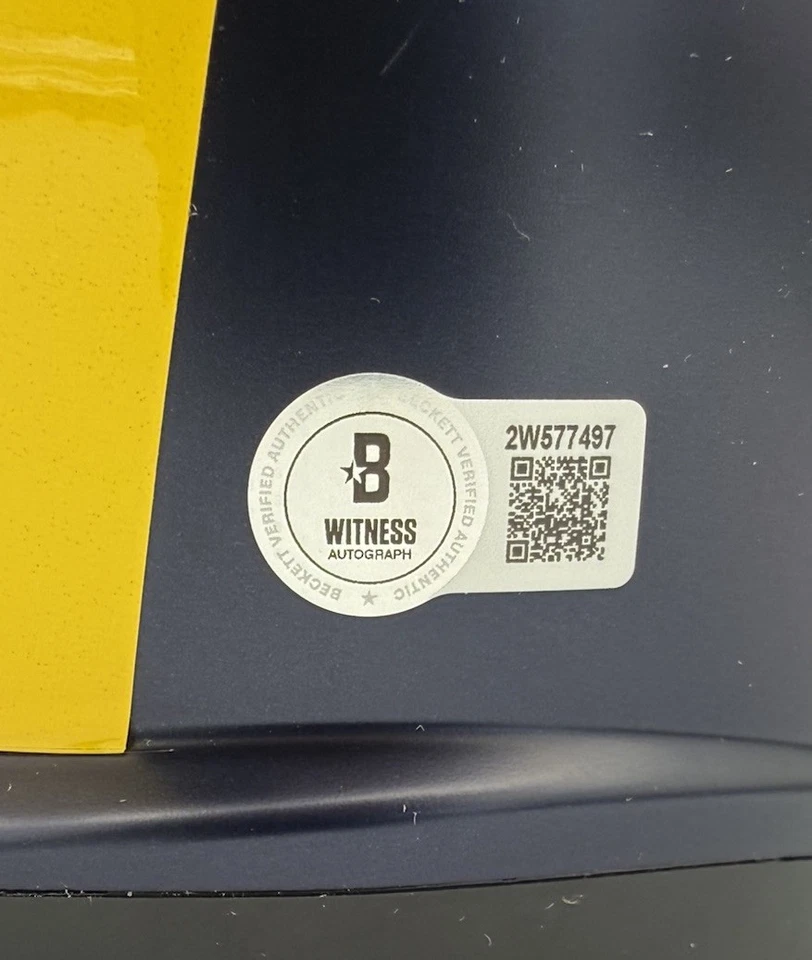 BECKETT VERIFIED AUTHENTIC
BECKETT VERIFIED AUTHENTIC
B
WITNESS
AUTOGRAPH
2W577497